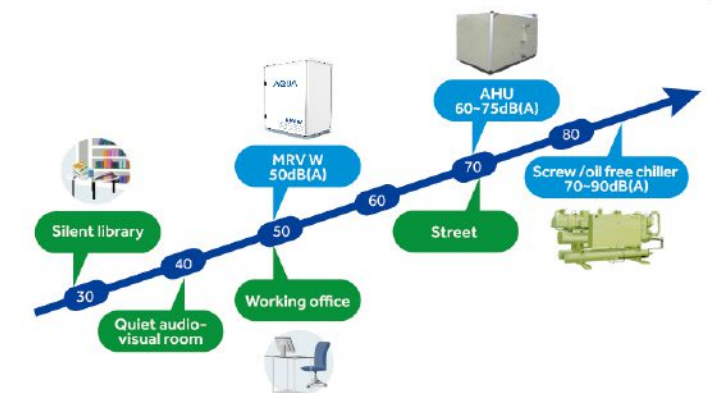 AQUA
MRV W
AHU
60~75dB(A)
80
MRV W
50dB(A)
70
Screw /oil free chiller
70~90dB(A)
60
Silent library
50
Street
40
30
Working office
Quiet audio-
visual room